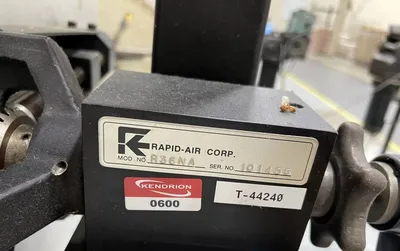 RAPID-AIR CORP.
MOD. NO. R36NA SER. NO.
KENDRION
0600
T-44240